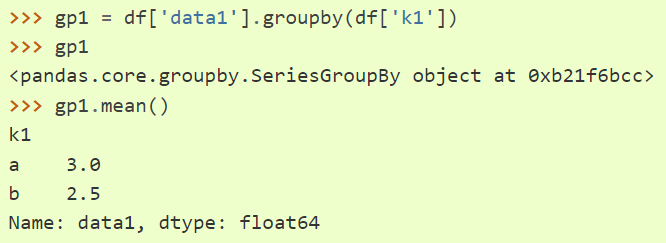 >>> gp1 = df['data1'].groupby(df['k1'])
>>> gp1
<pandas.core.groupby.SeriesGroupBy object at 0xb21f6bcc>
>>> gp1.mean()
k1
a    3.0
b    2.5
Name: data1, dtype: float64